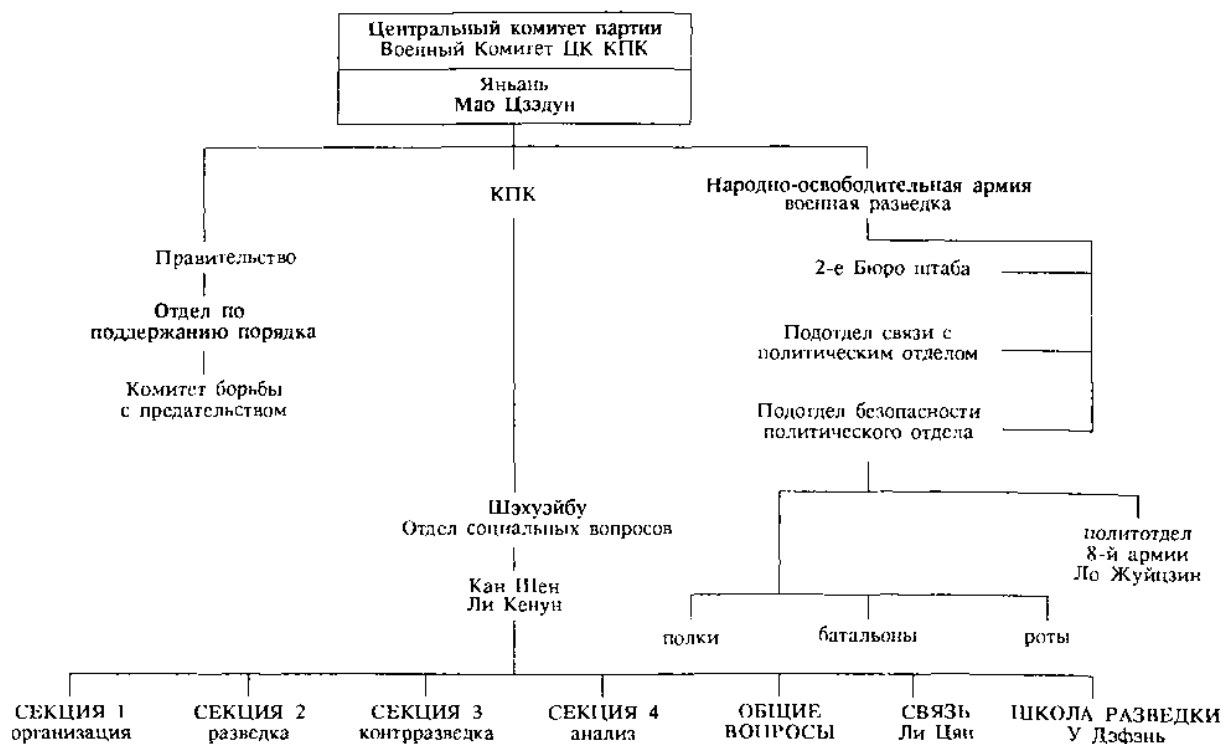 Центральный комитет партии
Военный Комитет ЦК КПК
Яньань
Мао Цзэдун
КПК
Народно-освободительная армия
военная разведка
Правительство
Отдел по
поддержанию порядка
Комитет борьбы
с предательством
2-е Бюро штаба
Подотдел связи с
политическим отделом
Подотдел безопасности
политического отдела
Шэхуэйбу
Отдел социальных вопросов
Кан Шен
Ли Кенун
политотдел
8-й армии
Ло Жуйцзин
полки
батальоны
роты
СЕКЦИЯ 1
организация
СЕКЦИЯ 2
разведка
СЕКЦИЯ 3
контрразведка
СЕКЦИЯ 4
анализ
ОБЩИЕ
ВОПРОСЫ
СВЯЗЬ
Ли Цян
ШКОЛА РАЗВЕДКИ
У Дэфэнь